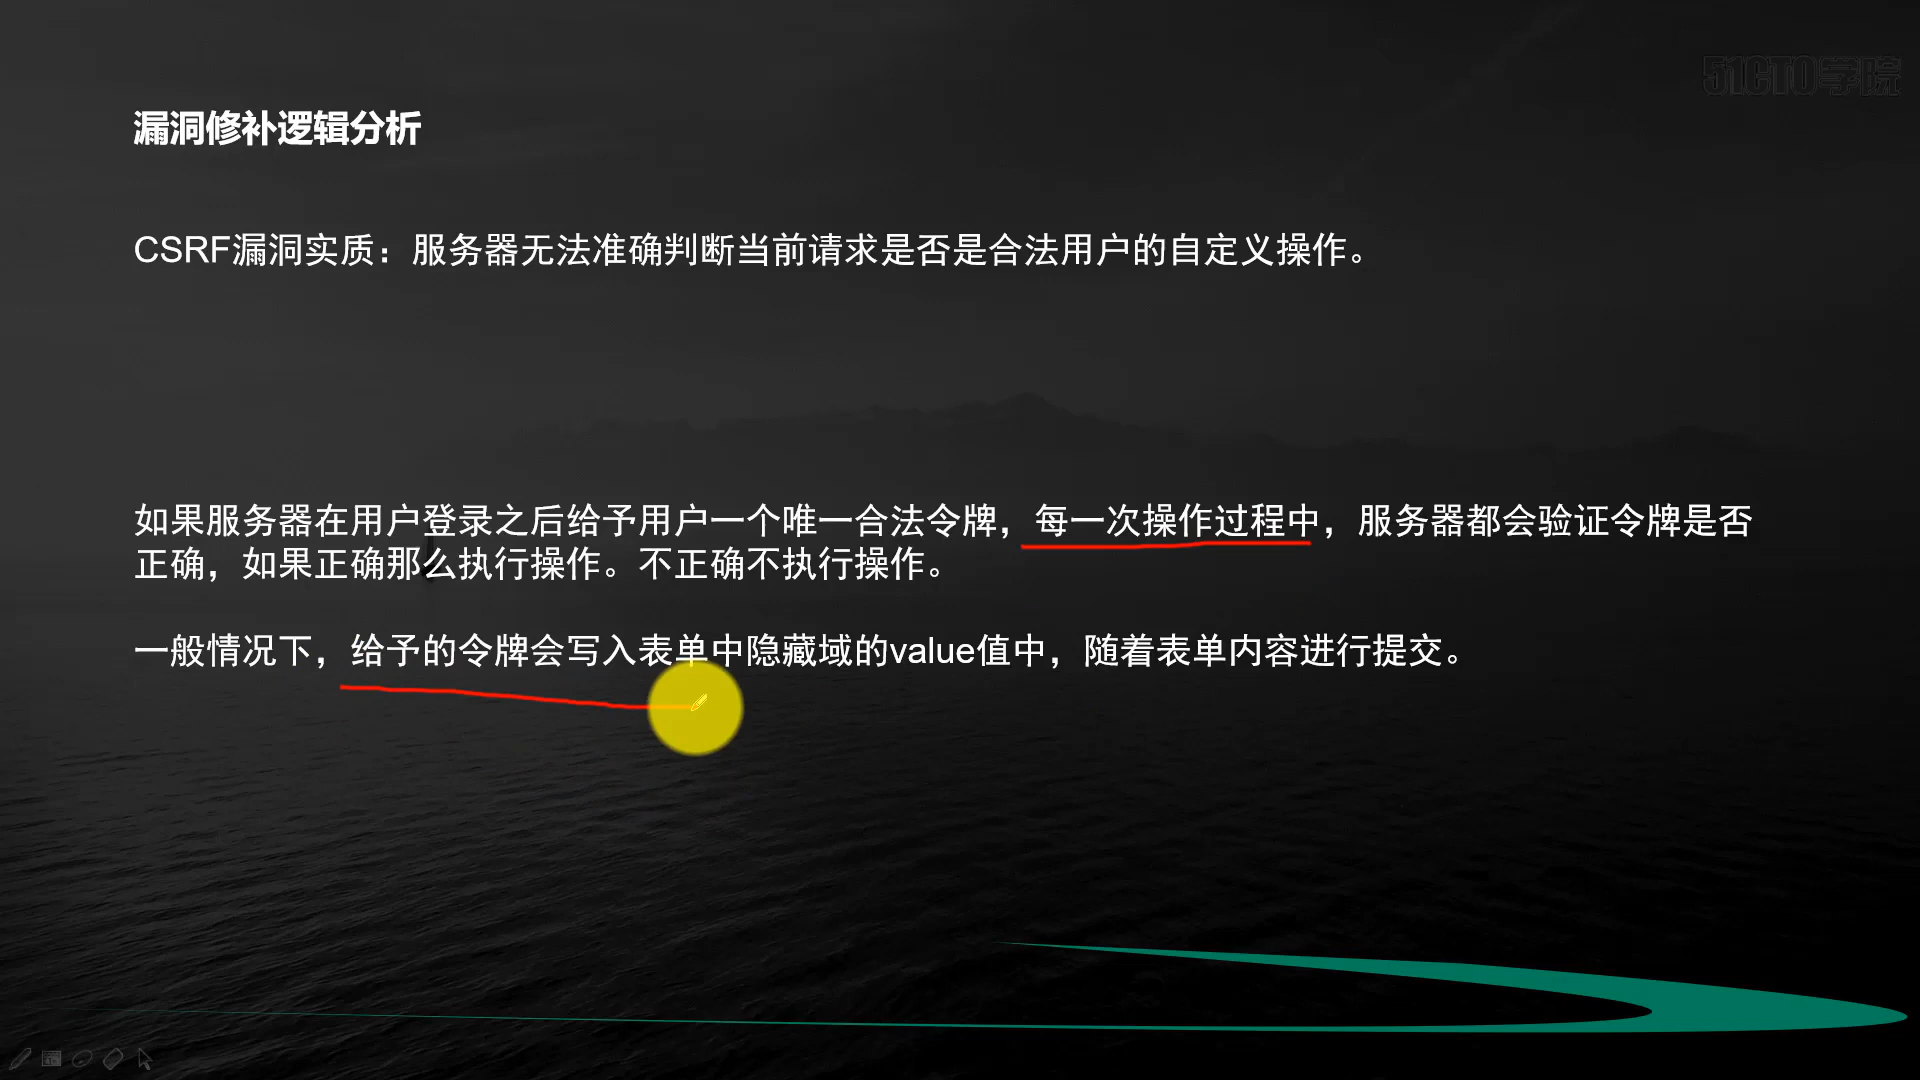 51CTO学院
漏洞修补逻辑分析
CSRF漏洞实质：服务器无法准确判断当前请求是否是合法用户的自定义操作。
如果服务器在用户登录之后给予用户一个唯一合法令牌，每一次操作过程中，服务器都会验证令牌是否
正确，如果正确那么执行操作。不正确不执行操作。
一般情况下，给予的令牌会写入表单中隐藏域的value值中，随着表单内容进行提交。